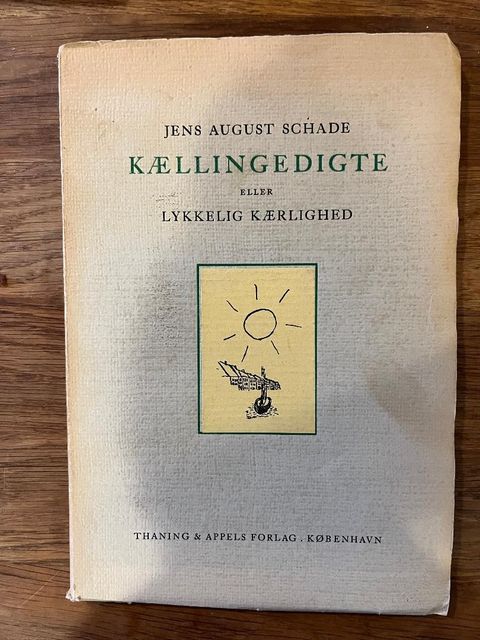 JENS AUGUST SCHADE
KÆLLINGEDIGTE
ELLER
LYKKELIG KÆRLIGHED
THANING & APPELS FORLAG . KØBENHAVN